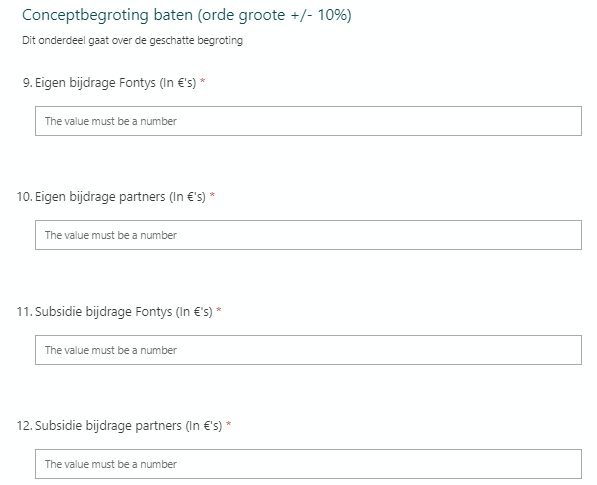 Conceptbegroting baten (orde groote +/- 10%)
Dit onderdeel gaat over de geschatte begroting
9. Eigen bijdrage Fontys (In €'s) *
The value must be a number
10. Eigen bijdrage partners (In €'s) *
The value must be a number
11. Subsidie bijdrage Fontys (In €'s) *
The value must be a number
12. Subsidie bijdrage partners (In €'s) *
The value must be a number